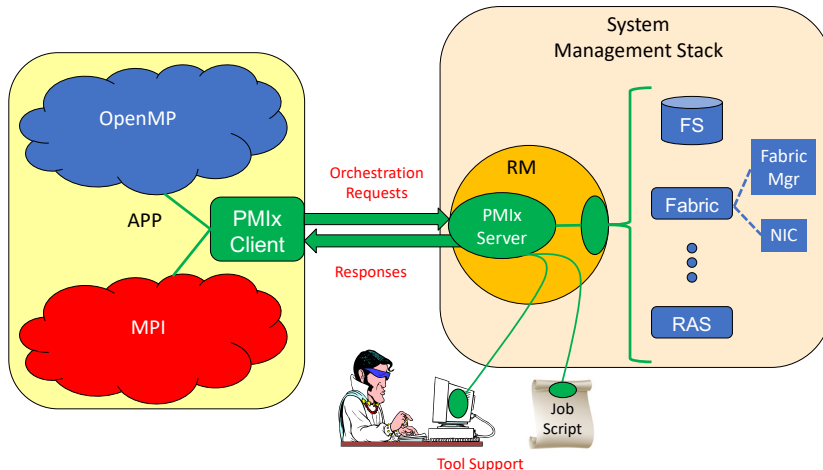 System
Management Stack
OpenMP
APP
PMIx
Client
MPI
Orchestration
Requests
Responses
RM
PMIx
Server
FS
Fabric
Fabric
Mgr
NIC
RAS
Job
Script
Tool Support